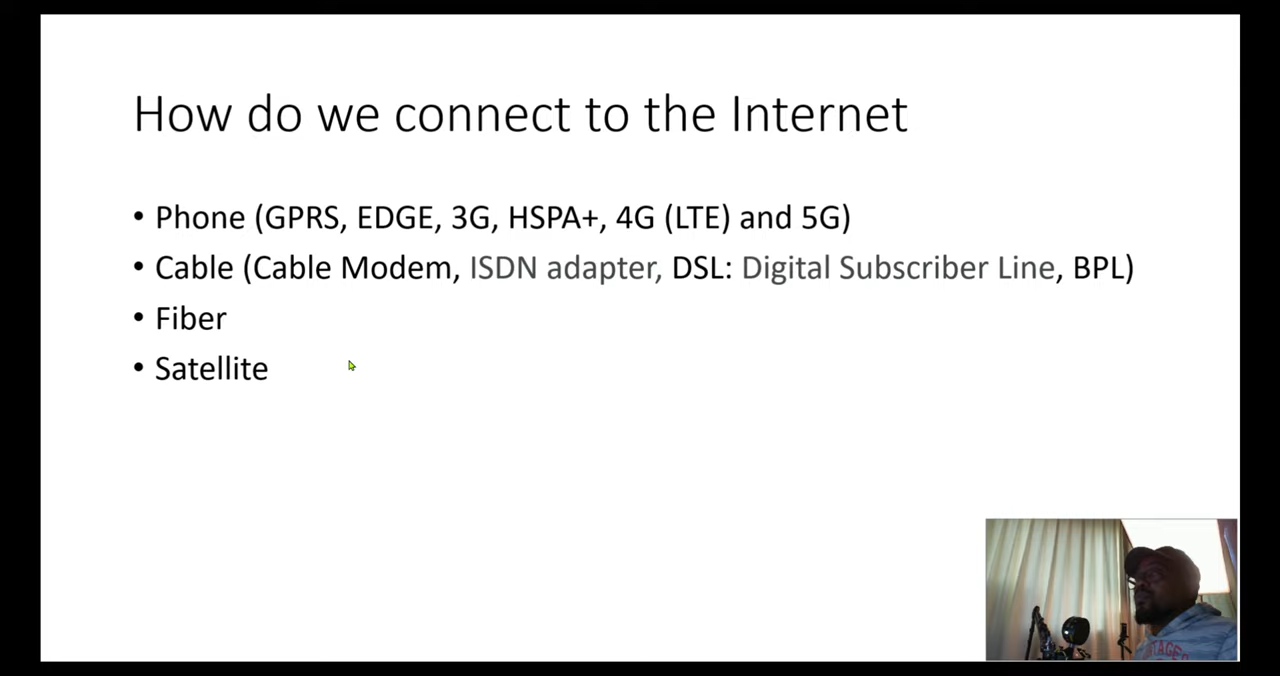 How do we connect to the Internet
• Phone (GPRS, EDGE, 3G, HSPA+, 4G (LTE) and 5G)
• Cable (Cable Modem, ISDN adapter, DSL: Digital Subscriber Line, BPL)
• Fiber
• Satellite